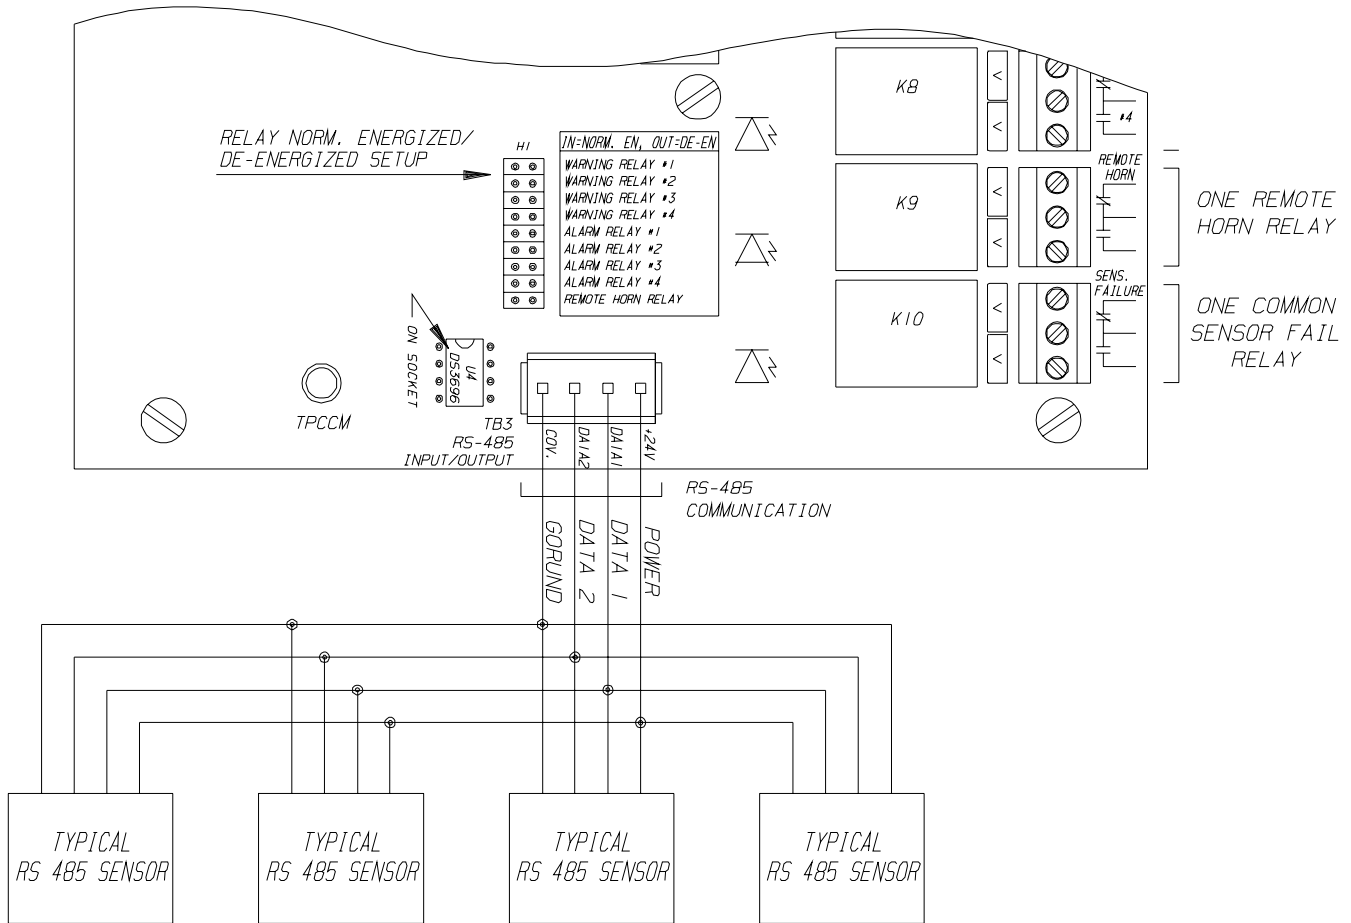 K8
#4
RELAY NORM. ENERGIZED/
DE-ENERGIZED SETUP
H1
IN=NORM. EN, OUT=DE-EN
WARNING RELAY #1
WARNING RELAY #2
WARNING RELAY #3
WARNING RELAY #4
ALARM RELAY #1
ALARM RELAY #2
ALARM RELAY #3
ALARM RELAY #4
REMOTE HORN RELAY
REMOTE
HORN
K9
ONE REMOTE
HORN RELAY
SENS.
FAILURE
K10
ONE COMMON
SENSOR FAIL
RELAY
ON SOCKET
U4
DS3696
TPCCM
TB3
RS-485
INPUT/OUTPUT
COV.
DA1A2
DA1A1
+24V
RS-485
COMMUNICATION
GORUND
DATA 2
DATA 1
POWER
TYPICAL
RS 485 SENSOR
TYPICAL
RS 485 SENSOR
TYPICAL
RS 485 SENSOR
TYPICAL
RS 485 SENSOR